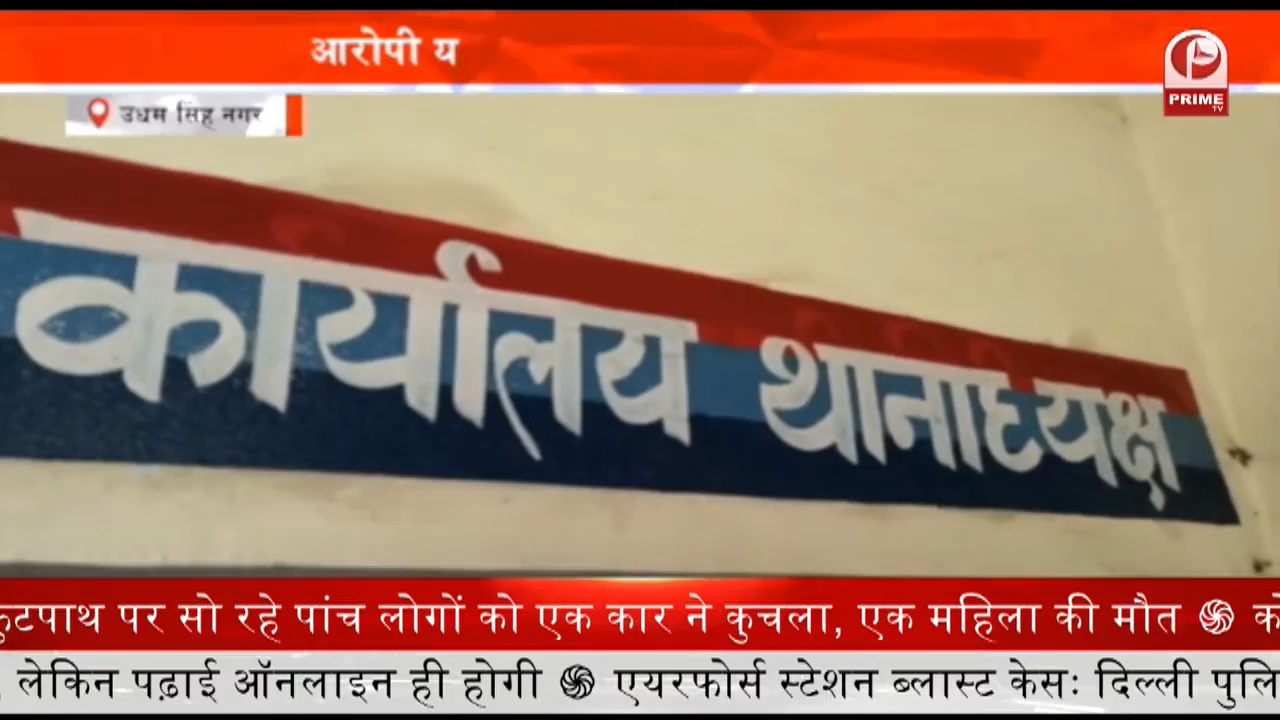 आरोपी य
PRIME
TV
उधम सिंह नगर
कार्यालय थानाध्यक्ष
फुटपाथ पर सो रहे पांच लोगों को एक कार ने कुचला, एक महिला की मौत
लेकिन पढ़ाई ऑनलाइन ही होगी एयरफोर्स स्टेशन ब्लास्ट केसः दिल्ली